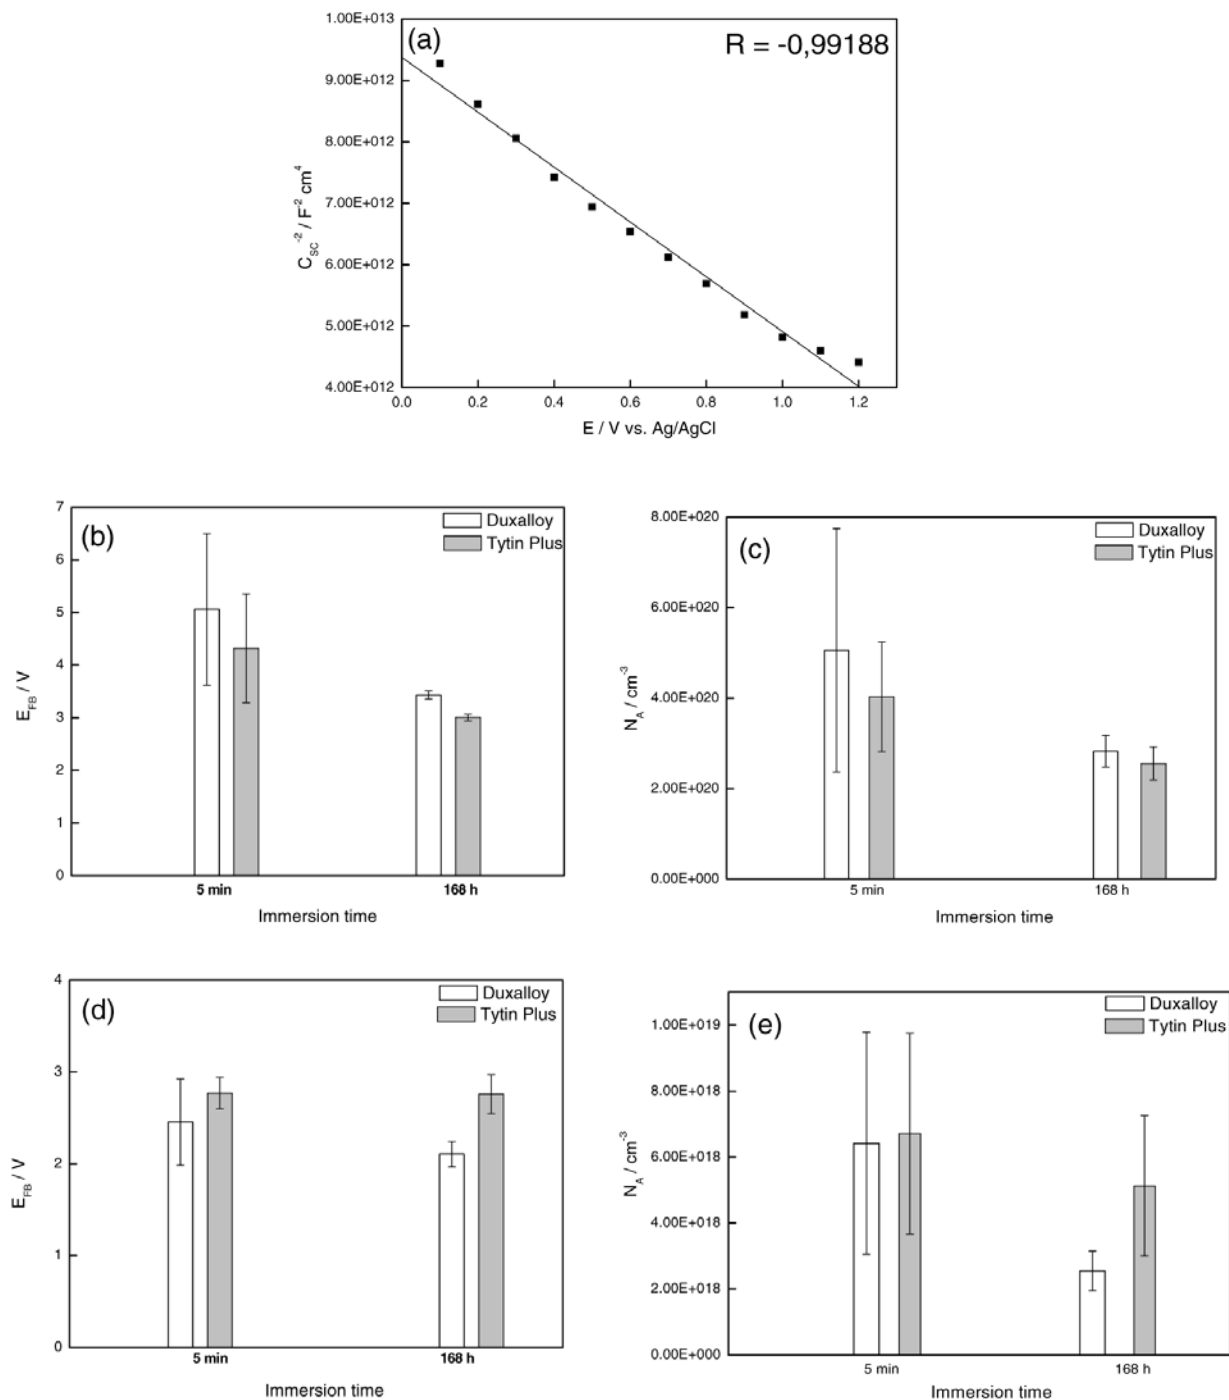 (a)
R = -0,99188
1.00E+013
9.00E+012
8.00E+012
7.00E+012
6.00E+012
5.00E+012
4.00E+012
C_SC^-2 / F^-2 cm^4
0.0 0.2 0.4 0.6 0.8 1.0 1.2
E / V vs. Ag/AgCl
(b)
Duxalloy
Tytin Plus
7
6
5
4
3
2
1
0
E_FB / V
5 min 168 h
Immersion time
(c)
Duxalloy
Tytin Plus
8.00E+020
6.00E+020
4.00E+020
2.00E+020
0.00E+000
N_A / cm^-3
5 min 168 h
Immersion time
(d)
Duxalloy
Tytin Plus
4
3
2
1
0
E_FB / V
5 min 168 h
Immersion time
(e)
Duxalloy
Tytin Plus
1.00E+019
8.00E+018
6.00E+018
4.00E+018
2.00E+018
0.00E+000
N_A / cm^-3
5 min 168 h
Immersion time